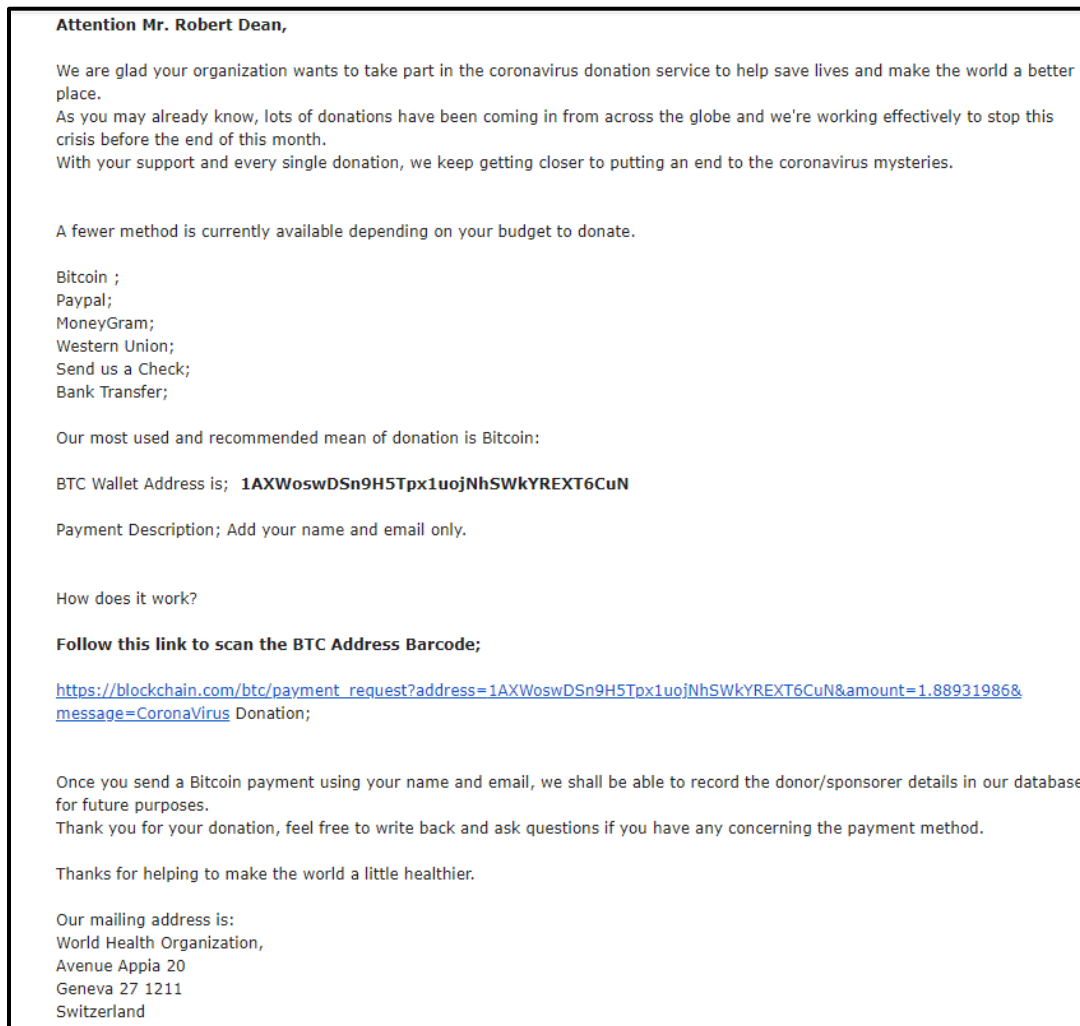 Attention Mr. Robert Dean,
We are glad your organization wants to take part in the coronavirus donation service to help save lives and make the world a better
place.
As you may already know, lots of donations have been coming in from across the globe and we're working effectively to stop this
crisis before the end of this month.
With your support and every single donation, we keep getting closer to putting an end to the coronavirus mysteries.
A fewer method is currently available depending on your budget to donate.
Bitcoin ;
Paypal;
MoneyGram;
Western Union;
Send us a Check;
Bank Transfer;
Our most used and recommended mean of donation is Bitcoin:
BTC Wallet Address is;  1AXWoswDSn9H5Tpx1uojNhSWkYREXT6CuN
Payment Description; Add your name and email only.
How does it work?
Follow this link to scan the BTC Address Barcode;
https://blockchain.com/btc/payment_request?address=1AXWoswDSn9H5Tpx1uojNhSWkYREXT6CuN&amount=1.88931986&
message=CoronaVirus Donation;
Once you send a Bitcoin payment using your name and email, we shall be able to record the donor/sponsorer details in our database
for future purposes.
Thank you for your donation, feel free to write back and ask questions if you have any concerning the payment method.
Thanks for helping to make the world a little healthier.
Our mailing address is:
World Health Organization,
Avenue Appia 20
Geneva 27 1211
Switzerland